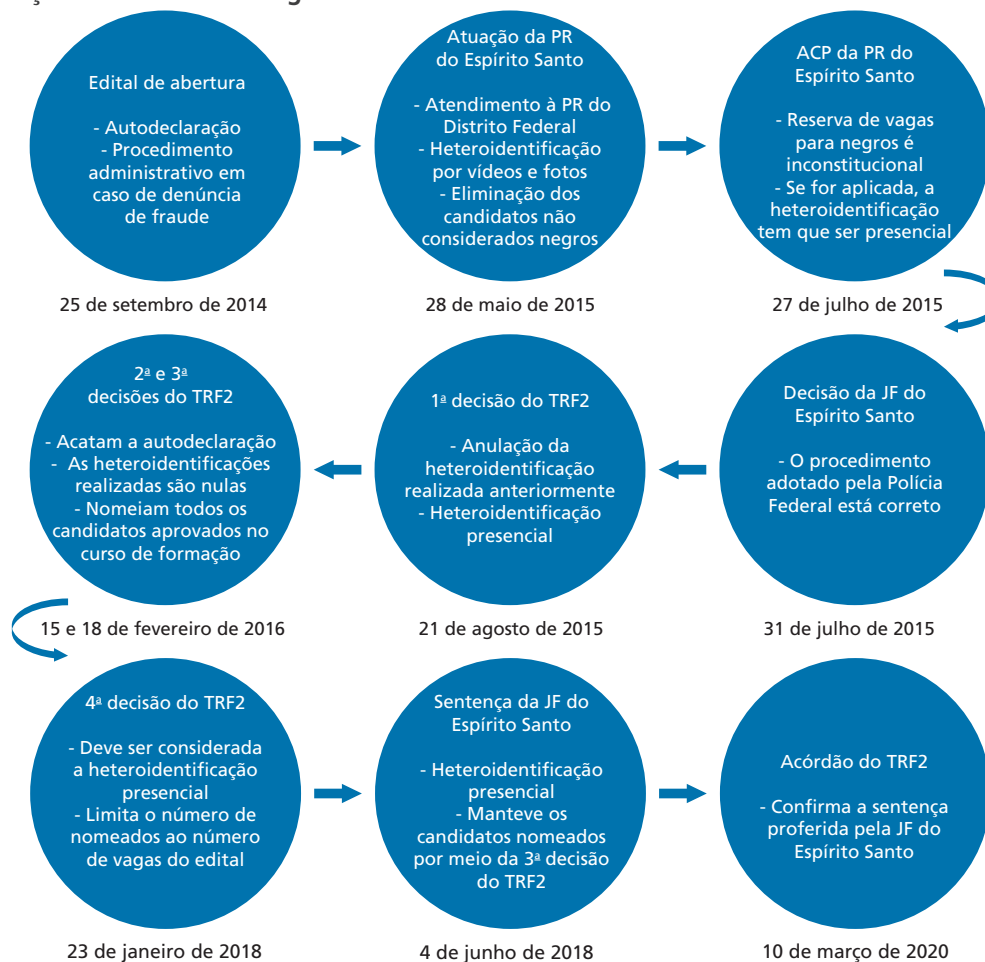 Edital de abertura
- Autodeclaração
- Procedimento
administrativo em
caso de denúncia
de fraude
25 de setembro de 2014
Atuação da PR
do Espírito Santo
- Atendimento à PR do
Distrito Federal
- Heteroidentificação
por vídeos e fotos
- Eliminação dos
candidatos não
considerados negros
28 de maio de 2015
ACP da PR do
Espírito Santo
- Reserva de vagas
para negros é
inconstitucional
- Se for aplicada, a
heteroidentificação
tem que ser presencial
27 de julho de 2015
Decisão da JF do
Espírito Santo
- O procedimento
adotado pela Polícia
Federal está correto
31 de julho de 2015
1ª decisão do TRF2
- Anulação da
heteroidentificação
realizada anteriormente
- Heteroidentificação
presencial
21 de agosto de 2015
2ª e 3ª
decisões do TRF2
- Acatam a autodeclaração
- As heteroidentificações
realizadas são nulas
- Nomeiam todos os
candidatos aprovados no
curso de formação
15 e 18 de fevereiro de 2016
4ª decisão do TRF2
- Deve ser considerada
a heteroidentificação
presencial
- Limita o número de
nomeados ao número
de vagas do edital
23 de janeiro de 2018
Sentença da JF do
Espírito Santo
- Heteroidentificação
presencial
- Manteve os
candidatos nomeados
por meio da 3ª decisão
do TRF2
4 de junho de 2018
Acórdão do TRF2
- Confirma a sentença
proferida pela JF do
Espírito Santo
10 de março de 2020